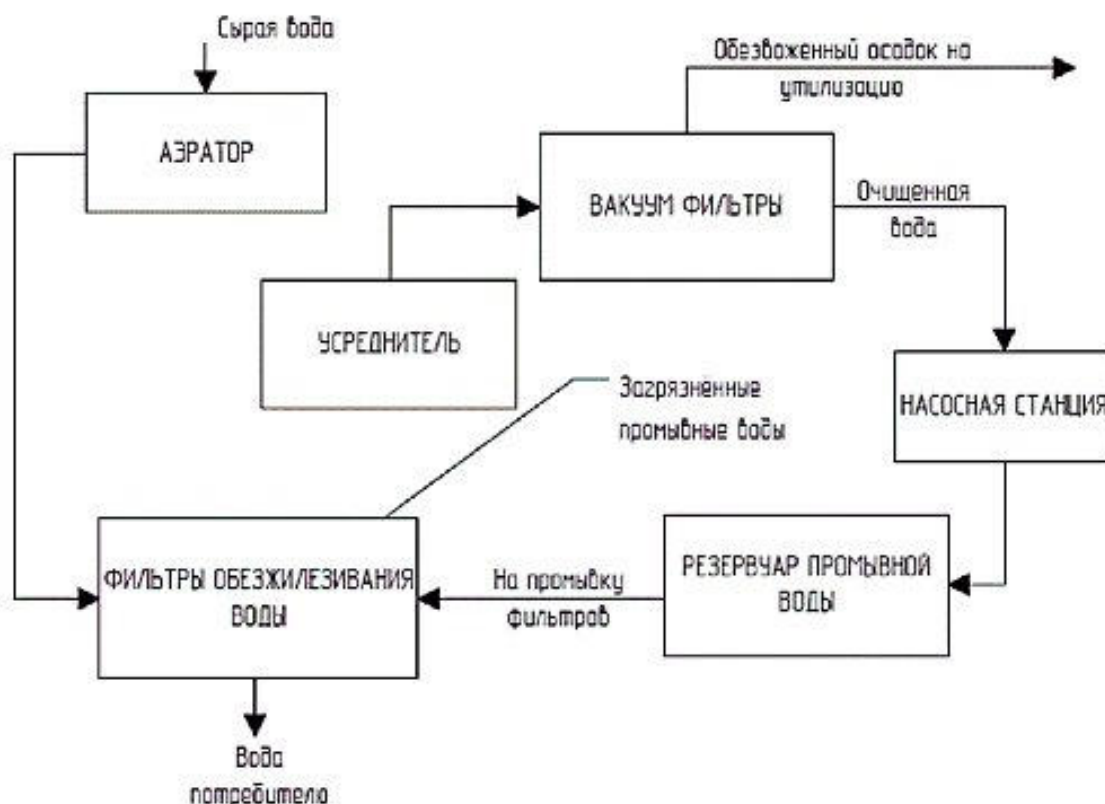 Сырая вода
Обезвоженный осадок на
утилизацию
АЭРАТОР
ВАКУУМ ФИЛЬТРЫ
Очищенная
вода
УСРЕДНИТЕЛЬ
Загрязненные
промывные воды
НАСОСНАЯ СТАНЦИЯ
ФИЛЬТРЫ ОБЕЗЖИЛЕЗИВАНИЯ
ВОДЫ
На промывку
фильтров
РЕЗЕРВУАР ПРОМЫВНОЙ
ВОДЫ
Вода
потребителю